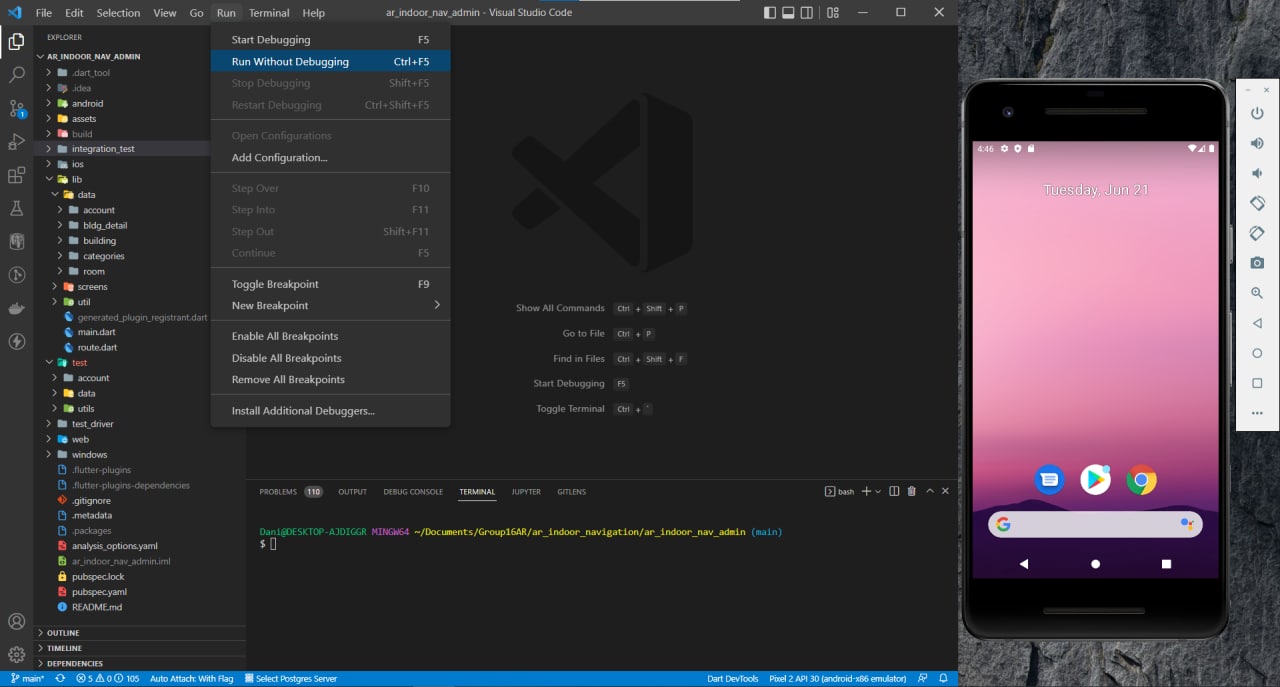 File Edit Selection View Go Run Terminal Help
ar_indoor_nav_admin - Visual Studio Code
EXPLORER
AR_INDOOR_NAV_ADMIN
.dart_tool
.idea
android
assets
build
integration_test
ios
lib
data
account
bldg_detail
building
categories
room
screens
util
generated_plugin_registrant.dart
main.dart
route.dart
test
account
data
utils
test_driver
web
windows
.flutter-plugins
.flutter-plugins-dependencies
.gitignore
.metadata
.packages
analysis_options.yaml
ar_indoor_nav_admin.iml
pubspec.lock
pubspec.yaml
README.md
OUTLINE
TIMELINE
DEPENDENCIES
1
Start Debugging F5
Run Without Debugging Ctrl+F5
Stop Debugging Shift+F5
Restart Debugging Ctrl+Shift+F5
Open Configurations
Add Configuration...
Step Over F10
Step Into F11
Step Out Shift+F11
Continue F5
Toggle Breakpoint F9
New Breakpoint
Enable All Breakpoints
Disable All Breakpoints
Remove All Breakpoints
Install Additional Debuggers...
Show All Commands Ctrl + Shift + P
Go to File Ctrl + P
Find in Files Ctrl + Shift + F
Start Debugging F5
Toggle Terminal Ctrl + `
PROBLEMS 110 OUTPUT DEBUG CONSOLE TERMINAL JUPYTER GITLENS
bash
Dani@DESKTOP-AJDIGGR MINGW64 ~/Documents/Group16AR/ar_indoor_navigation/ar_indoor_nav_admin (main)
$
main* 5 0 105 Auto Attach: With Flag Select Postgres Server
Dart DevTools Pixel 2 API 30 (android-x86 emulator)
4:46
Tuesday, Jun 21